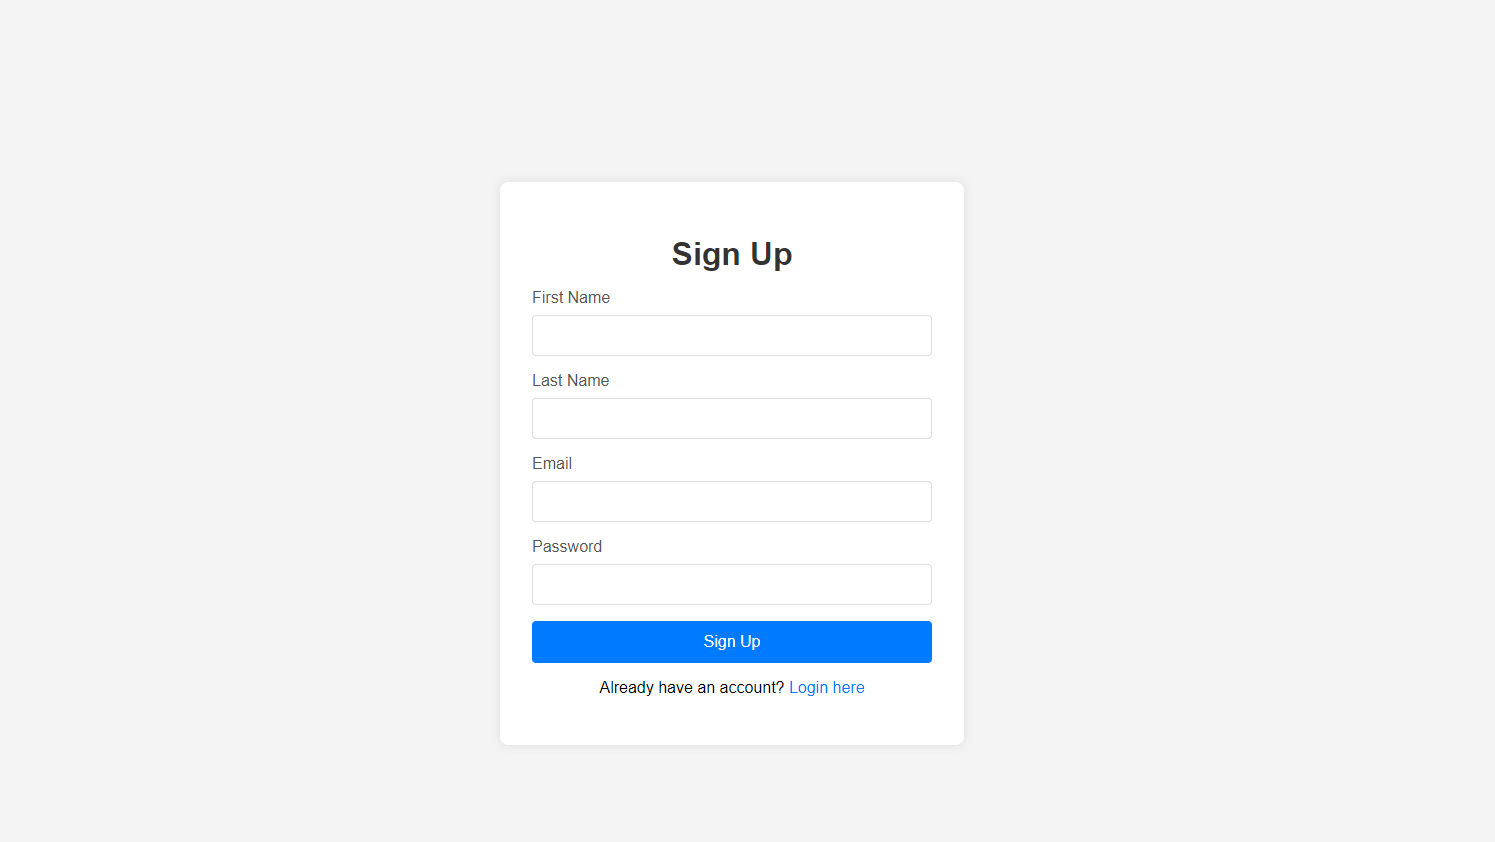 Sign Up
First Name
Last Name
Email
Password
Sign Up
Already have an account? Login here